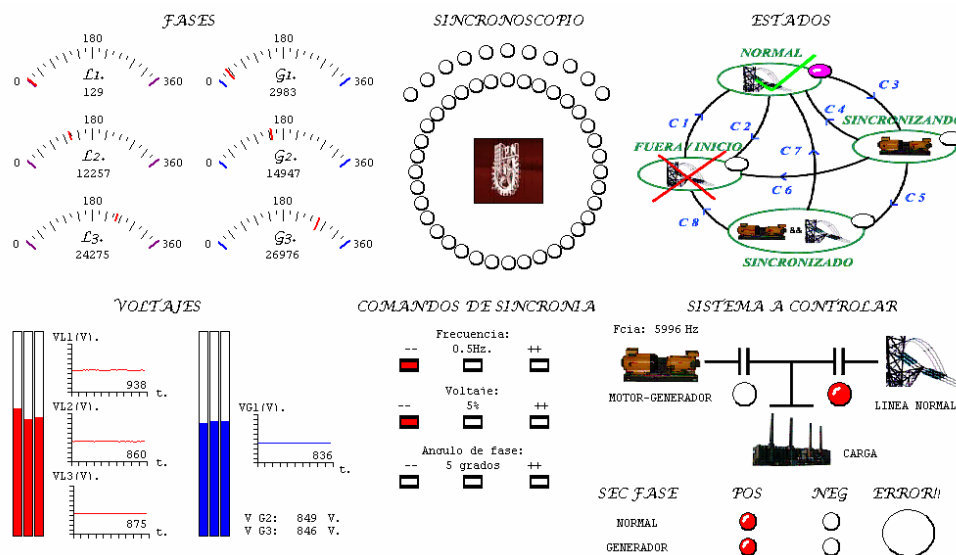 FASES
SINCRONOSCOPIO
ESTADOS
180
180
0
360
0
360
L1.
G1.
129
2983
180
180
0
360
0
360
L2.
G2.
12257
14947
180
180
0
360
0
360
L3.
G3.
24275
26976
NORMAL
C 3
C 4
C 1
C 2
SINCRONIZANDO
FUERA / INICIO
C 7
C 6
C 5
C 8
&&
SINCRONIZADO
VOLTAJES
COMANDOS DE SINCRONIA
SISTEMA A CONTROLAR
VL1(V).
938
t.
VL2(V).
860
t.
VL3(V).
875
t.
VG1(V).
836
t.
V G2: 849 V.
V G3: 846 V.
Frecuencia:
-- 0.5Hz. ++
Voltaje:
-- 5% ++
Angulo de fase:
-- 5 grados ++
Fcia: 5996 Hz
MOTOR-GENERADOR
LINEA NORMAL
CARGA
SEC FASE POS NEG ERROR!!
NORMAL
GENERADOR